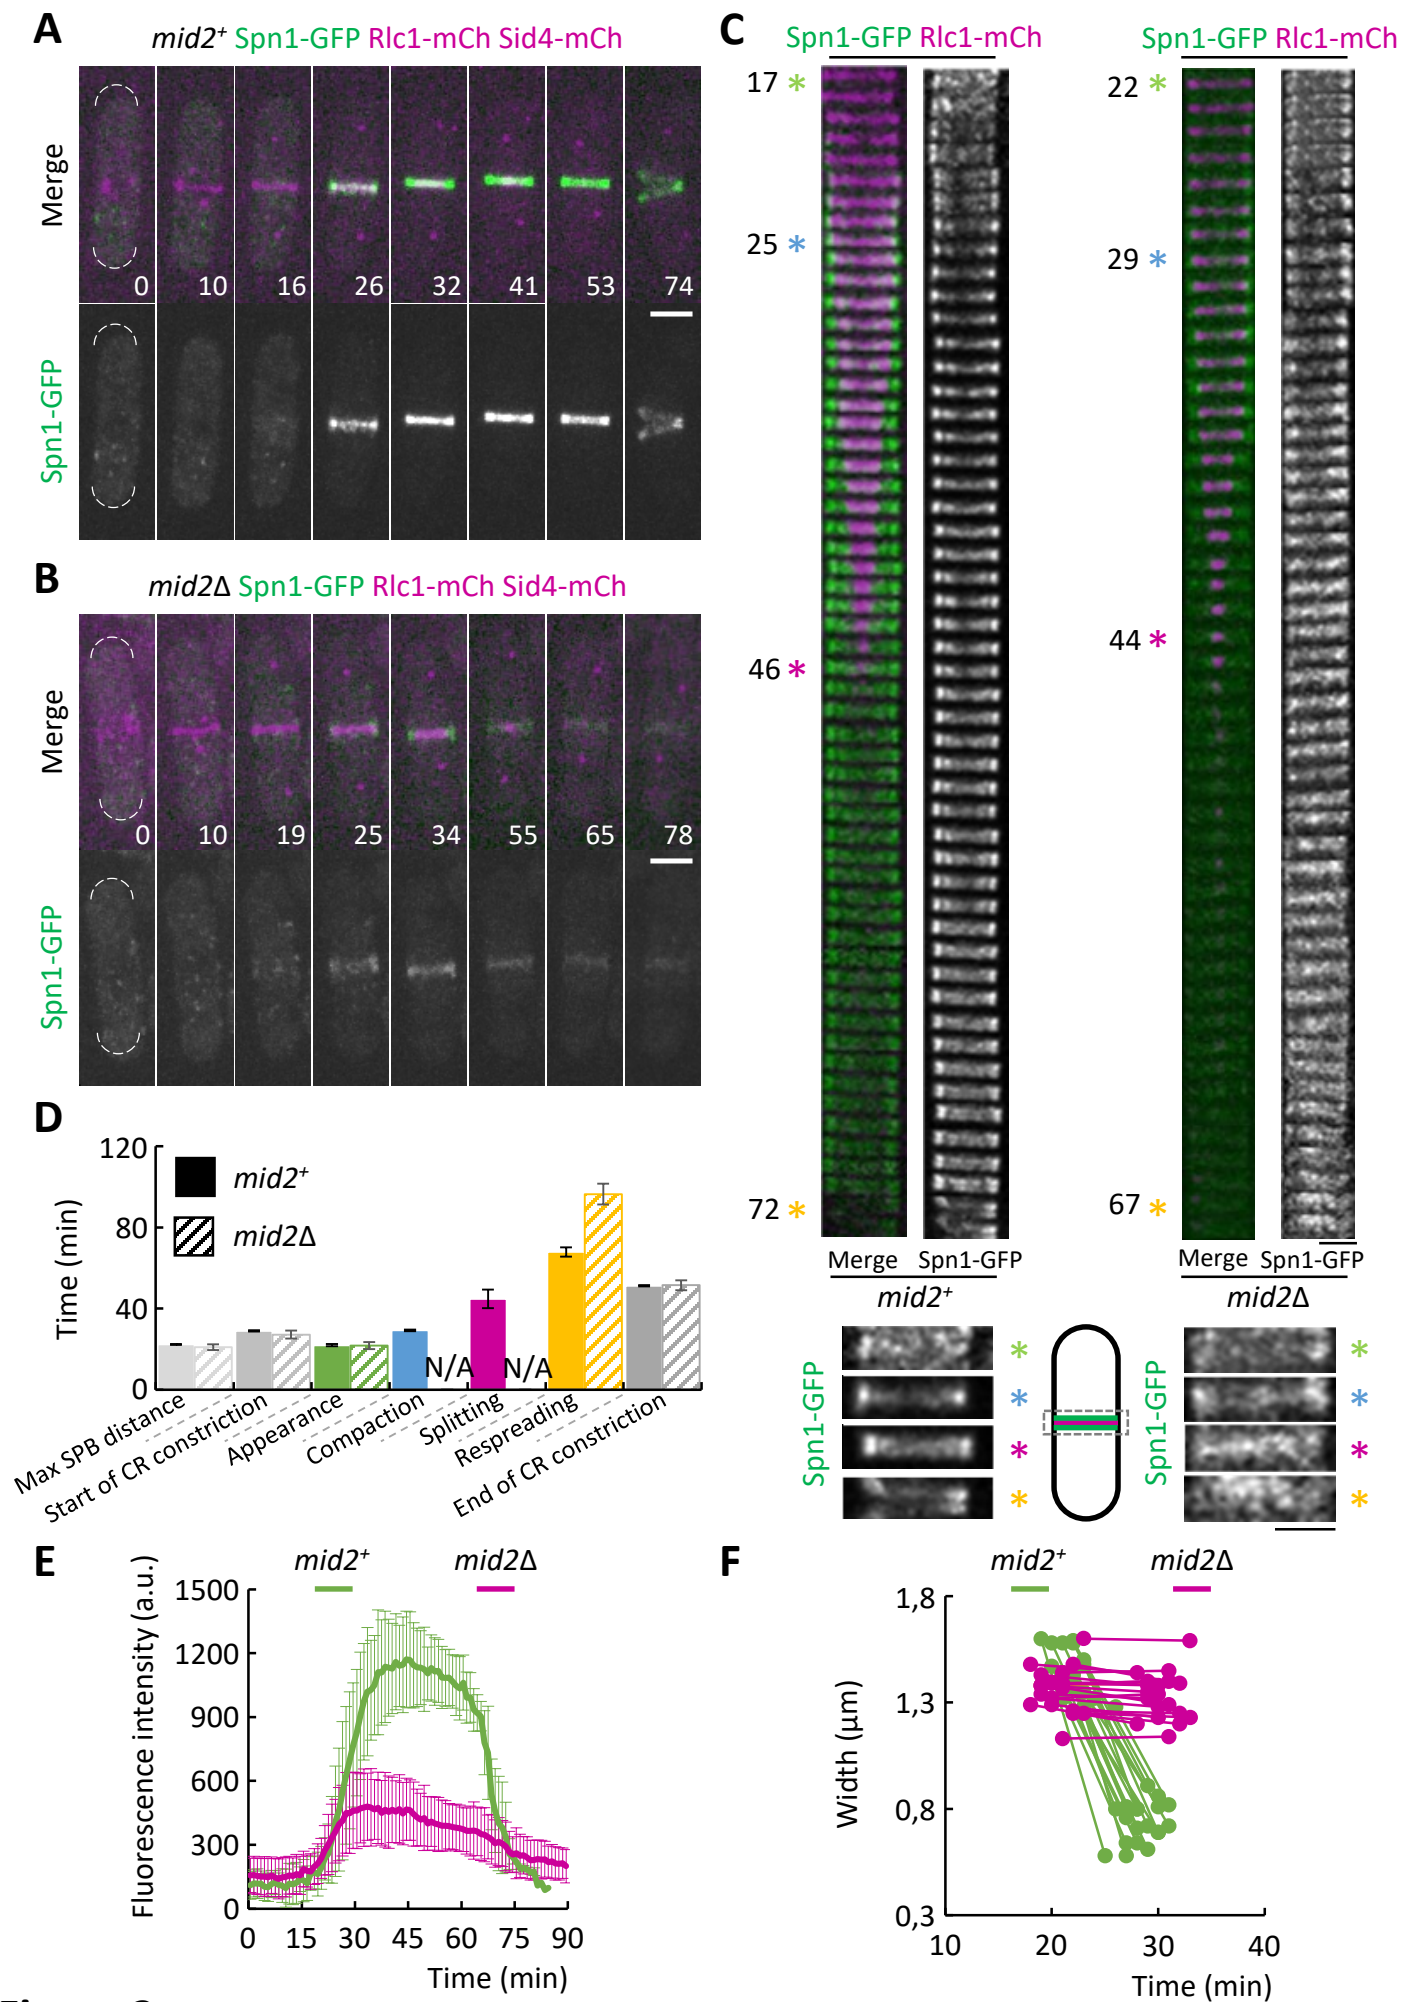 A
mid2⁺ Spn1-GFP Rlc1-mCh Sid4-mCh
Merge
0 10 16 26 32 41 53 74
Spn1-GFP
B
mid2Δ Spn1-GFP Rlc1-mCh Sid4-mCh
Merge
0 10 19 25 34 55 65 78
Spn1-GFP
C
Spn1-GFP Rlc1-mCh
17 *
25 *
46 *
72 *
Merge Spn1-GFP
mid2⁺
Spn1-GFP Rlc1-mCh
22 *
29 *
44 *
67 *
Merge Spn1-GFP
mid2Δ
Spn1-GFP
*
*
*
*
Spn1-GFP
*
*
*
*
D
Time (min)
120
80
40
0
mid2⁺
mid2Δ
N/A N/A
Max SPB distance
Start of CR constriction
Appearance
Compaction
Splitting
Respreading
End of CR constriction
E
mid2⁺ mid2Δ
Fluorescence intensity (a.u.)
1500
1200
900
600
300
0
0 15 30 45 60 75 90
Time (min)
F
mid2⁺ mid2Δ
Width (µm)
1,8
1,3
0,8
0,3
10 20 30 40
Time (min)